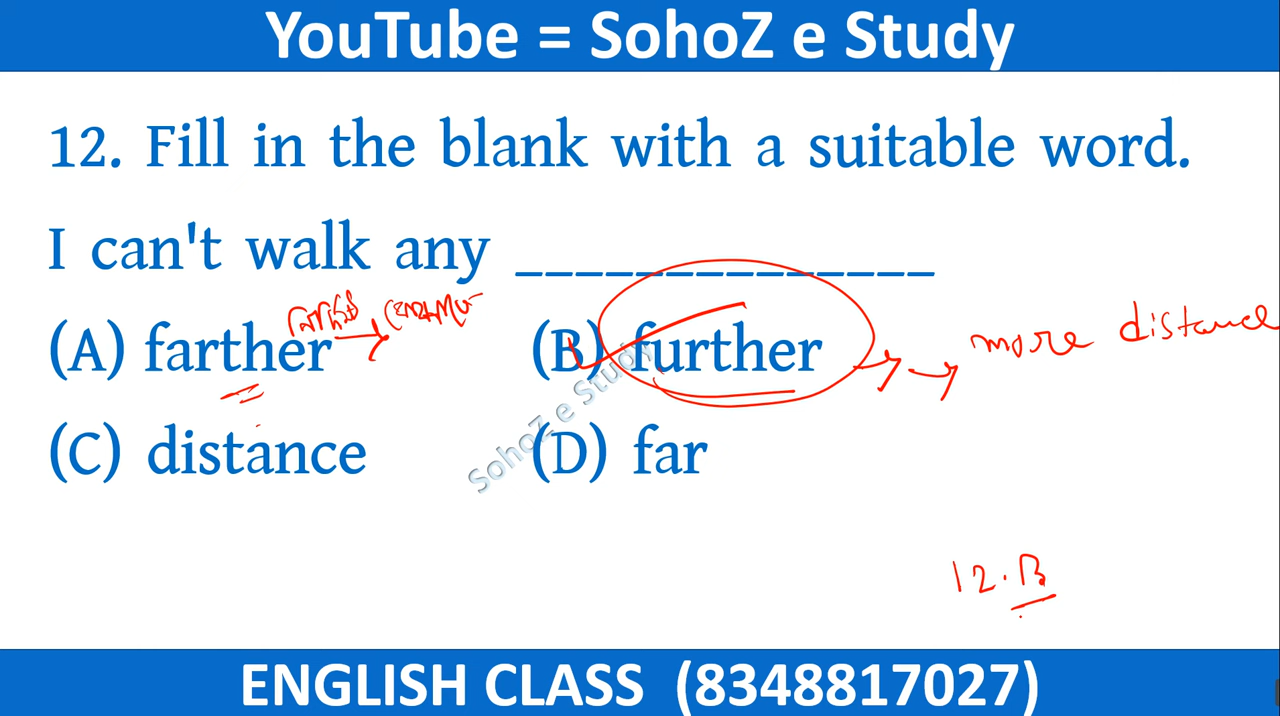 YouTube = SohoZ e Study
12. Fill in the blank with a suitable word.
I can't walk any ______________
(A) farther (B) further
→ → more distance
(C) distance (D) far
SohoZ e Study
12. B
ENGLISH CLASS (8348817027)